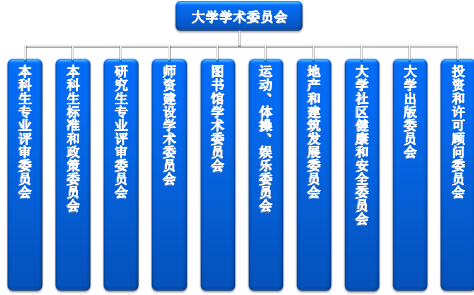 大学学术委员会
本科生专业评审委员会
本科生标准和政策委员会
研究生专业评审委员会
师资建设学术委员会
图书馆学术委员会
运动、体操、娱乐委员会
地产和建筑发展委员会
大学社区健康和安全委员会
大学出版委员会
投资和许可顾问委员会